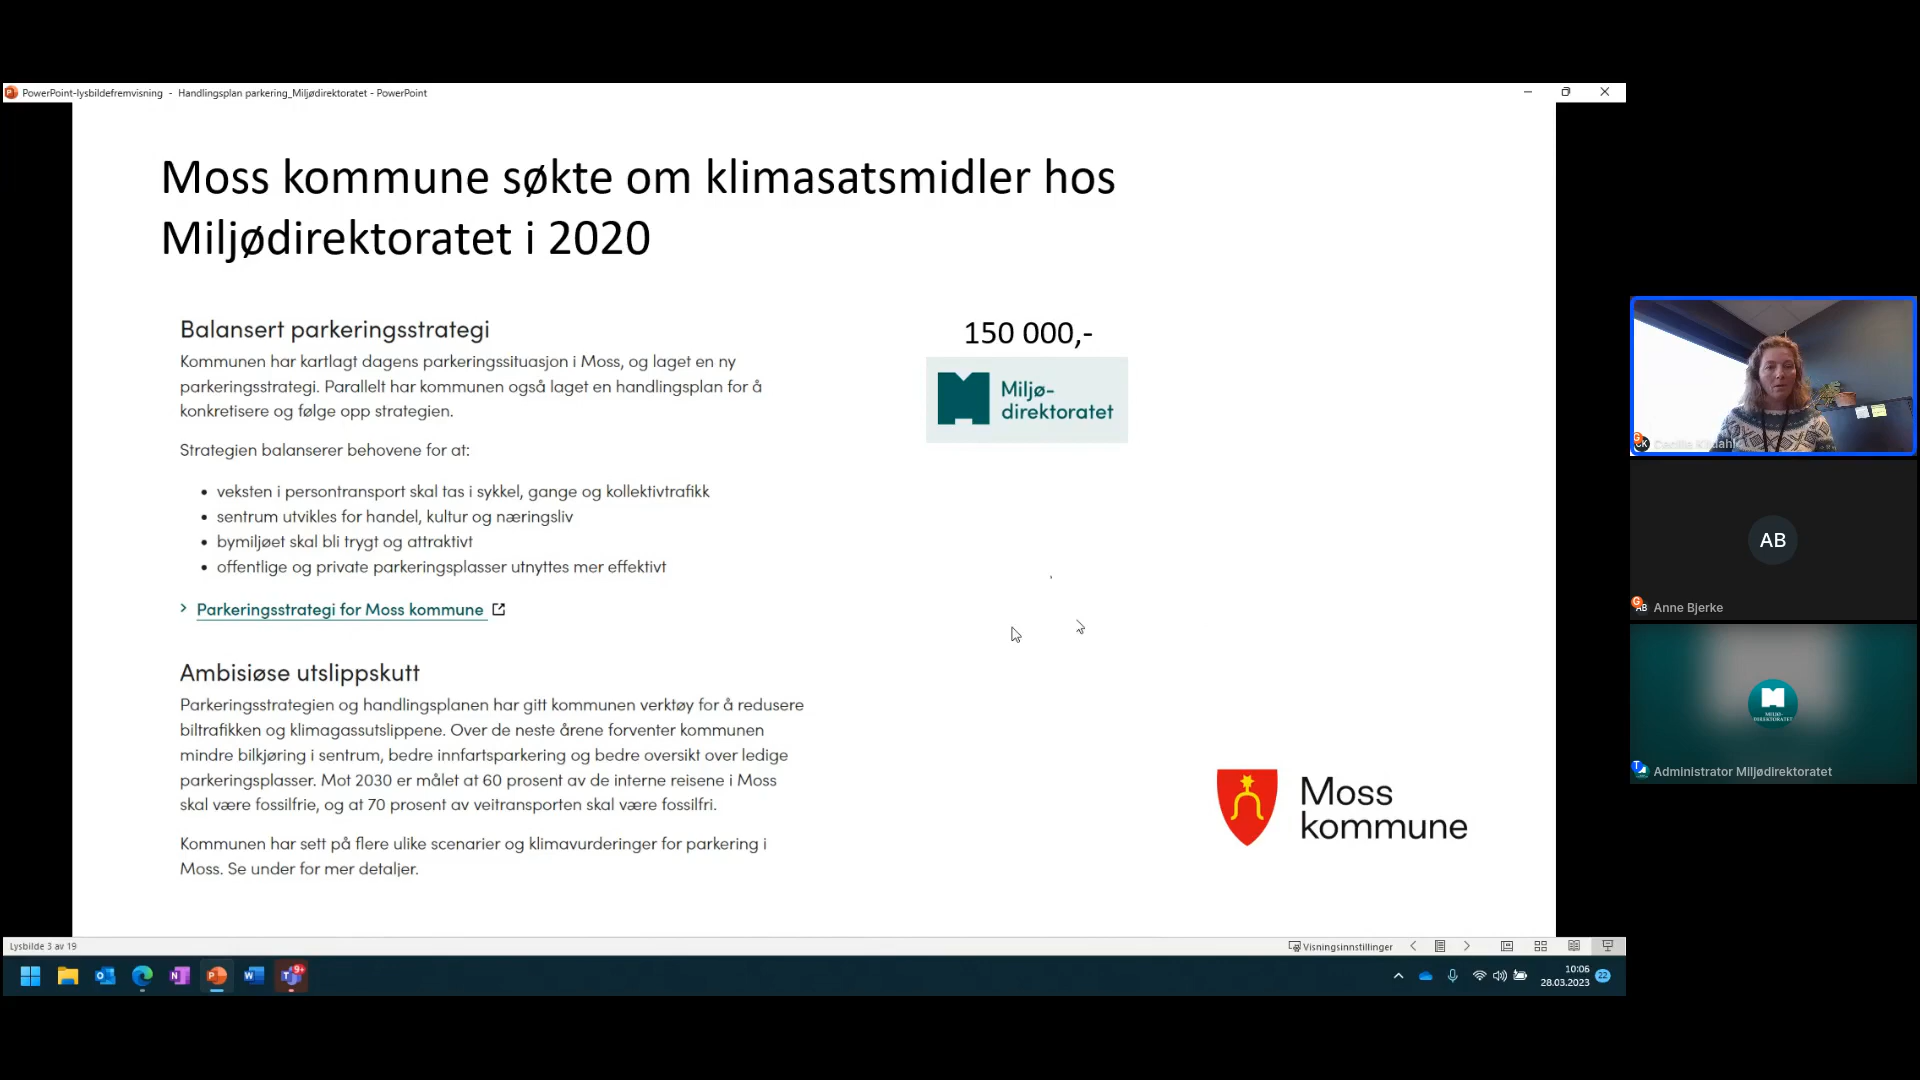 PowerPoint-lysbildefremvisning - Handlingsplan parkering_Miljødirektoratet - PowerPoint
Moss kommune søkte om klimasatsmidler hos
Miljødirektoratet i 2020
Balansert parkeringsstrategi
Kommunen har kartlagt dagens parkeringssituasjon i Moss, og laget en ny
parkeringsstrategi. Parallelt har kommunen også laget en handlingsplan for å
konkretisere og følge opp strategien.
Strategien balanserer behovene for at:
• veksten i persontransport skal tas i sykkel, gange og kollektivtrafikk
• sentrum utvikles for handel, kultur og næringsliv
• bymiljøet skal bli trygt og attraktivt
• offentlige og private parkeringsplasser utnyttes mer effektivt
Parkeringsstrategi for Moss kommune
Ambisiøse utslippskutt
Parkeringsstrategien og handlingsplanen har gitt kommunen verktøy for å redusere
biltrafikken og klimagassutslippene. Over de neste årene forventer kommunen
mindre bilkjøring i sentrum, bedre innfartsparkering og bedre oversikt over ledige
parkeringsplasser. Mot 2030 er målet at 60 prosent av de interne reisene i Moss
skal være fossilfrie, og at 70 prosent av veitransporten skal være fossilfri.
Kommunen har sett på flere ulike scenarier og klimavurderinger for parkering i
Moss. Se under for mer detaljer.
150 000,-
Miljø-
direktoratet
Moss
kommune
AB
Anne Bjerke
Administrator Miljødirektoratet
Lysbilde 3 av 19
Visningsinnstillinger
10:06
28.03.2023
22